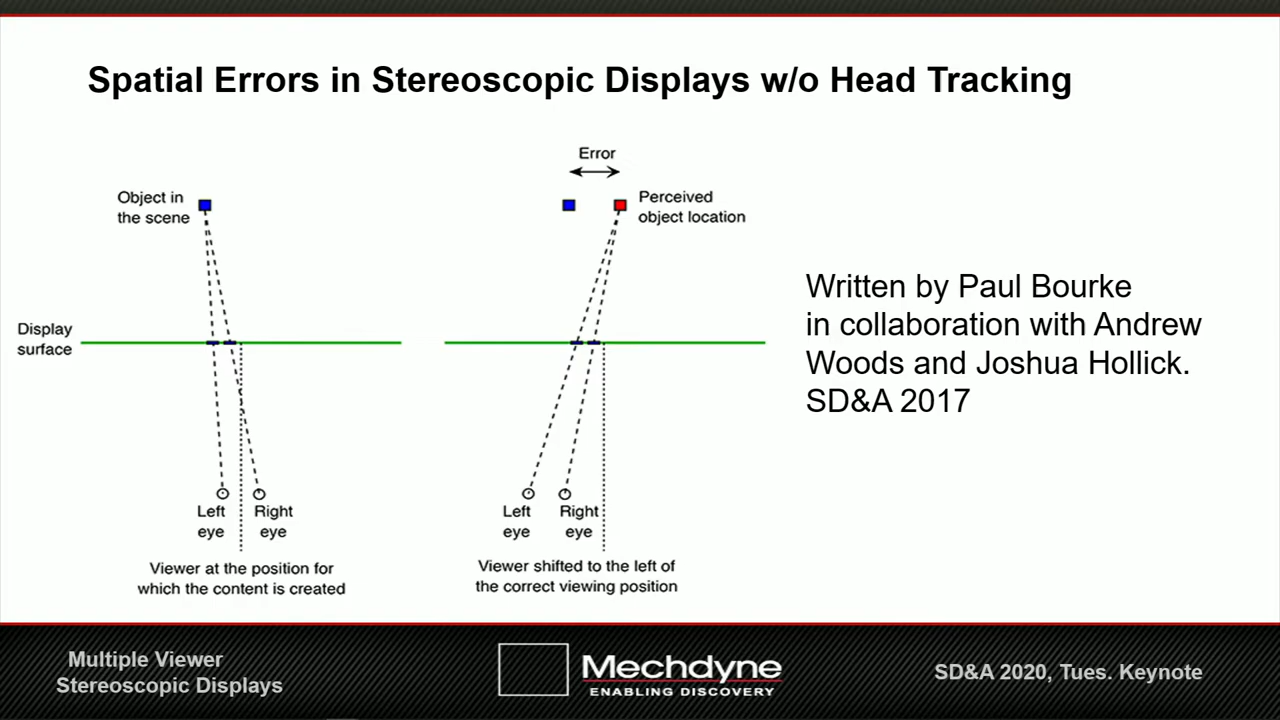 Spatial Errors in Stereoscopic Displays w/o Head Tracking
Object in
the scene
Display
surface
Left
eye
Right
eye
Viewer at the position for
which the content is created
Error
Perceived
object location
Left
eye
Right
eye
Viewer shifted to the left of
the correct viewing position
Written by Paul Bourke
in collaboration with Andrew
Woods and Joshua Hollick.
SD&A 2017
Multiple Viewer
Stereoscopic Displays
Mechdyne
ENABLING DISCOVERY
SD&A 2020, Tues. Keynote